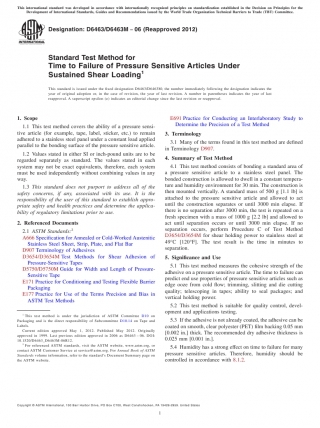 This international standard was developed in accordance with internationally recognized principles on standardization established in the Decision on Principles for the
Development of International Standards, Guides and Recommendations issued by the World Trade Organization Technical Barriers to Trade (TBT) Committee.
Designation: D6463/D6463M − 06 (Reapproved 2012)
Standard Test Method for
Time to Failure of Pressure Sensitive Articles Under
Sustained Shear Loading1
This standard is issued under the fixed designation D6463/D6463M; the number immediately following the designation indicates the
year of original adoption or, in the case of revision, the year of last revision. A number in parentheses indicates the year of last
reapproval. A superscript epsilon (ε) indicates an editorial change since the last revision or reapproval.
1. Scope
1.1 This test method covers the ability of a pressure sensi-
tive article (for example, tape, label, sticker, etc.) to remain
adhered to a stainless steel panel under a constant load applied
parallel to the bonding surface of the pressure sensitive article.
1.2 Values stated in either SI or inch-pound units are to be
regarded separately as standard. The values stated in each
system may not be exact equivalents, therefore, each system
must be used independently without combining values in any
way.
1.3 This standard does not purport to address all of the
safety concerns, if any, associated with its use. It is the
responsibility of the user of this standard to establish appro-
priate safety and health practices and determine the applica-
bility of regulatory limitations prior to use.
2. Referenced Documents
2.1 ASTM Standards:2
A666 Specification for Annealed or Cold-Worked Austenitic
Stainless Steel Sheet, Strip, Plate, and Flat Bar
D907 Terminology of Adhesives
D3654/D3654M Test Methods for Shear Adhesion of
Pressure-Sensitive Tapes
D5750/D5750M Guide for Width and Length of Pressure-
Sensitive Tape
E171 Practice for Conditioning and Testing Flexible Barrier
Packaging
E177 Practice for Use of the Terms Precision and Bias in
ASTM Test Methods
1 This test method is under the jurisdiction of ASTM Committee D10 on
Packaging and is the direct responsibility of Subcommittee D10.14 on Tape and
Labels.
Current edition approved May 1, 2012. Published May 2012. Originally
approved in 1999. Last previous edition approved in 2006 as D6463 – 06. DOI:
10.1520/D6463_D6463M-06R12.
2 For referenced ASTM standards, visit the ASTM website, www.astm.org, or
contact ASTM Customer Service at service@astm.org. For Annual Book of ASTM
Standards volume information, refer to the standard's Document Summary page on
the ASTM website.
E691 Practice for Conducting an Interlaboratory Study to
Determine the Precision of a Test Method
3. Terminology
3.1 Many of the terms found in this test method are defined
in Terminology D907.
4. Summary of Test Method
4.1 This test method consists of bonding a standard area of
a pressure sensitive article to a stainless steel panel. The
bonded construction is allowed to dwell in a constant tempera-
ture and humidity environment for 30 min. The construction is
then mounted vertically. A standard mass of 500 g [1.1 lb] is
attached to the pressure sensitive article and allowed to act
until the construction separates or until 3000 min elapse. If
there is no separation after 3000 min, the test is repeated on a
fresh specimen with a mass of 1000 g [2.2 lb] and allowed to
act until separation occurs or until 3000 min elapse. If no
separation occurs, perform Procedure C of Test Method
D3654/D3654M for shear holding power to stainless steel at
49°C [120°F]. The test result is the time in minutes to
separation.
5. Significance and Use
5.1 This test method measures the cohesive strength of the
adhesive on a pressure sensitive article. The time to failure can
predict end use properties of pressure sensitive articles such as
edge ooze from cold flow; trimming, slitting and die cutting
quality; telescoping in tapes; ability to seal packages; and
vertical holding power.
5.2 This test method is suitable for quality control, devel-
opment and applications testing.
5.3 If the adhesive is not already coated, the adhesive can be
coated on smooth, clear polyester (PET) film backing 0.05 mm
[0.002 in.] thick. The recommended dry adhesive thickness is
0.025 mm [0.001 in.].
5.4 Humidity has a strong effect on time to failure for many
pressure sensitive articles. Therefore, humidity should be
controlled in accordance with 8.1.2.
Copyright © ASTM International, 100 Barr Harbor Drive, PO Box C700, West Conshohocken, PA 19428-2959. United States
1